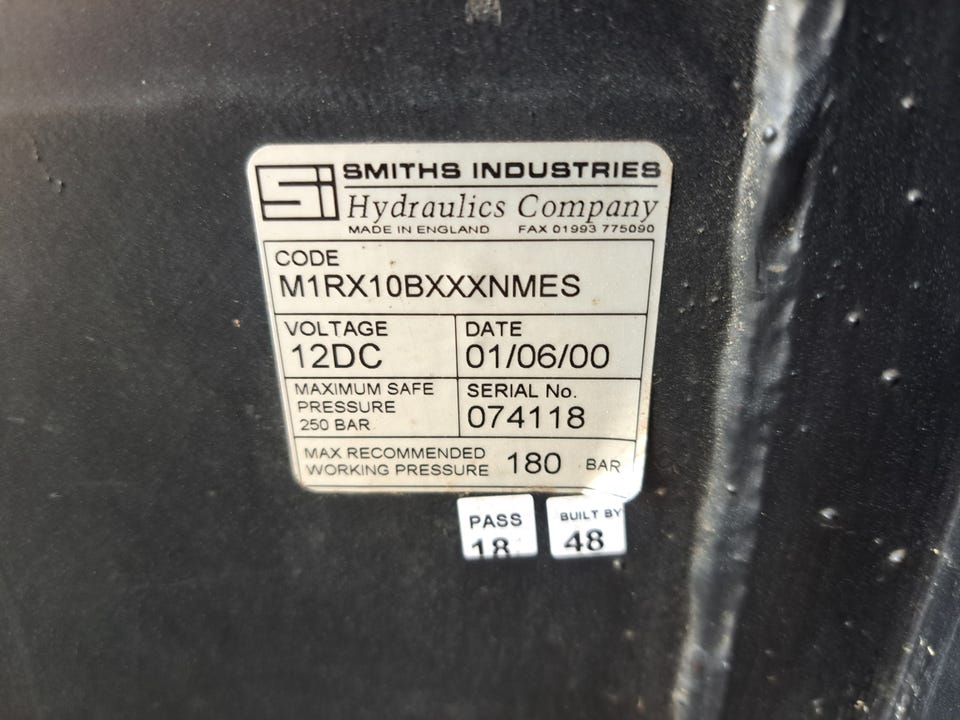 Si SMITHS INDUSTRIES
Hydraulics Company
MADE IN ENGLAND FAX 01993 775090
CODE
M1RX10BXXXNMES
VOLTAGE
12DC
DATE
01/06/00
MAXIMUM SAFE
PRESSURE
250 BAR
SERIAL No.
074118
MAX RECOMMENDED
WORKING PRESSURE 180 BAR
PASS
18
BUILT BY
48